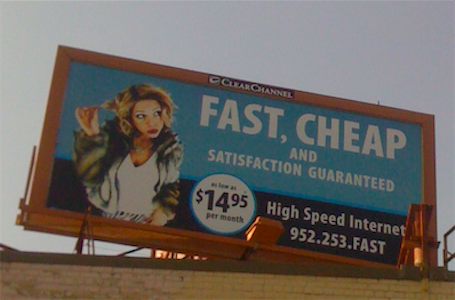 CLEARCHANNEL
FAST, CHEAP
AND
SATISFACTION GUARANTEED
as low as
$14.95
per month
High Speed Internet
952.253.FAST